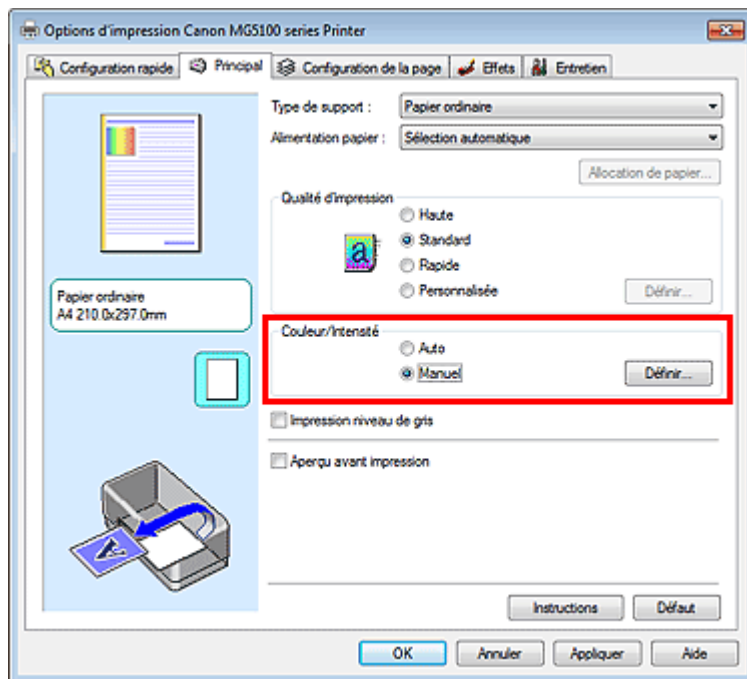 Options d'impression Canon MG5100 series Printer
Configuration rapide Principal Configuration de la page Effets Entretien
Type de support : Papier ordinaire
Alimentation papier : Sélection automatique
Allocation de papier...
Qualité d'impression
Haute
a Standard
Rapide
Personnalisée Définir...
Papier ordinaire
A4 210.0x297.0mm
Couleur/Intensité
Auto
Manuel Définir...
Impression niveau de gris
Aperçu avant impression
A
Instructions Défaut
OK Annuler Appliquer Aide